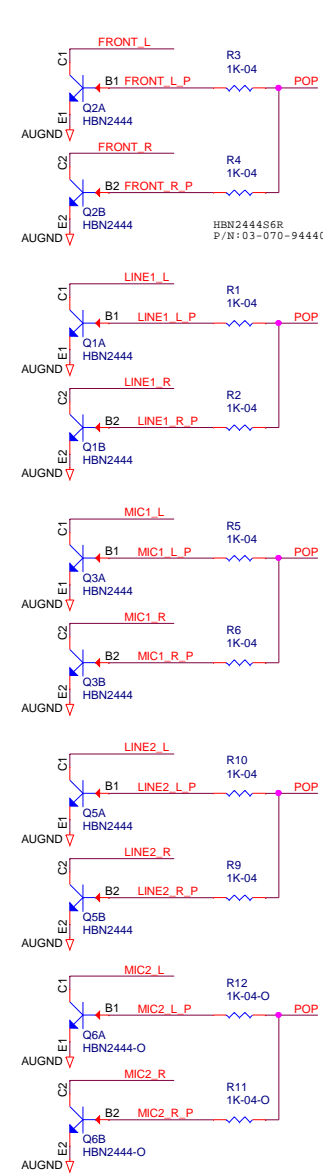 FRONT_L
C1
R3
1K-04
B1 FRONT_L_P
POP
E1
Q2A
HBN2444
AUGND
FRONT_R
C2
R4
1K-04
B2 FRONT_R_P
E2
Q2B
HBN2444
AUGND
HBN2444S6R
P/N:03-070-94440
LINE1_L
C1
R1
1K-04
B1 LINE1_L_P
POP
E1
Q1A
HBN2444
AUGND
LINE1_R
C2
R2
1K-04
B2 LINE1_R_P
E2
Q1B
HBN2444
AUGND
MIC1_L
C1
R5
1K-04
B1 MIC1_L_P
POP
E1
Q3A
HBN2444
AUGND
MIC1_R
C2
R6
1K-04
B2 MIC1_R_P
E2
Q3B
HBN2444
AUGND
LINE2_L
C1
R10
1K-04
B1 LINE2_L_P
POP
E1
Q5A
HBN2444
AUGND
LINE2_R
C2
R9
1K-04
B2 LINE2_R_P
E2
Q5B
HBN2444
AUGND
MIC2_L
C1
R12
1K-04-O
B1 MIC2_L_P
POP
E1
Q6A
HBN2444-O
AUGND
MIC2_R
C2
R11
1K-04-O
B2 MIC2_R_P
E2
Q6B
HBN2444-O
AUGND